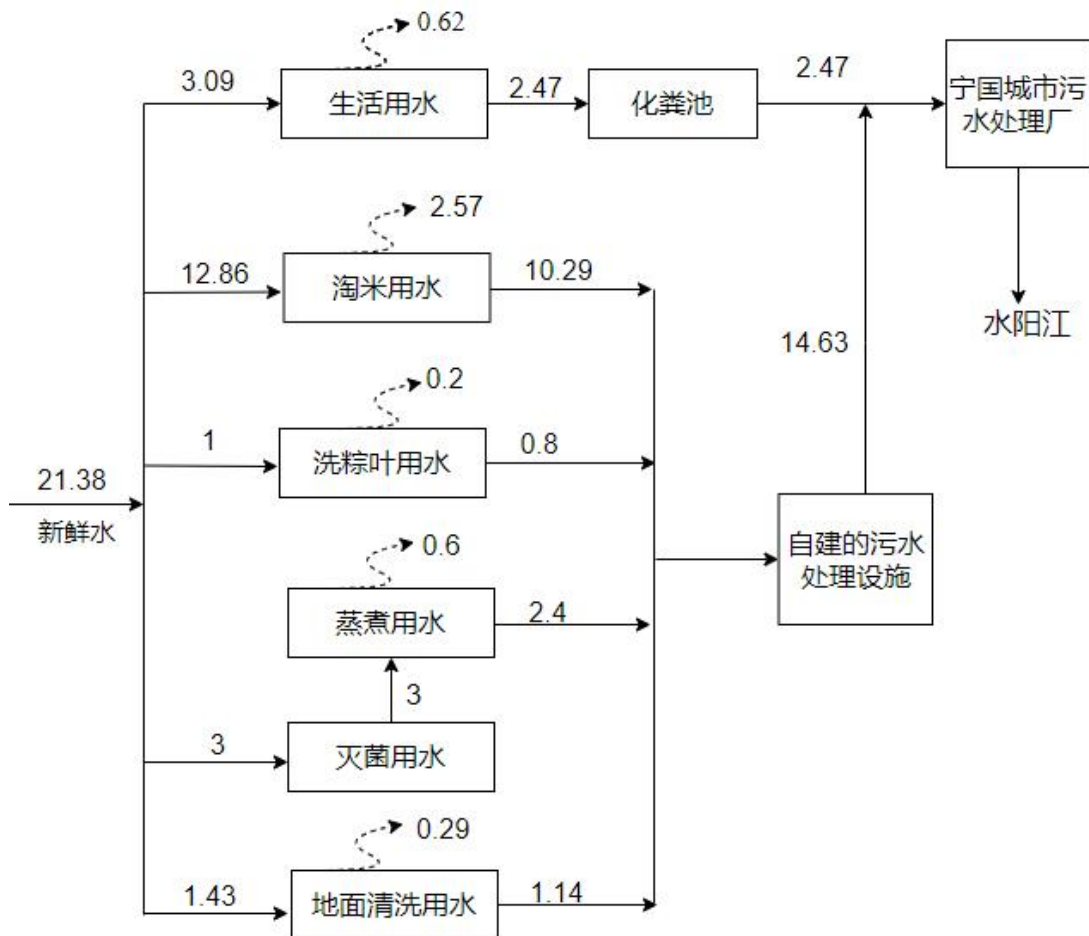 0.62
3.09
生活用水
2.47
化粪池
2.47
宁国城市污
水处理厂
2.57
12.86
淘米用水
10.29
水阳江
14.63
0.2
1
洗粽叶用水
0.8
21.38
新鲜水
0.6
蒸煮用水
2.4
自建的污水
处理设施
3
3
灭菌用水
0.29
1.43
地面清洗用水
1.14